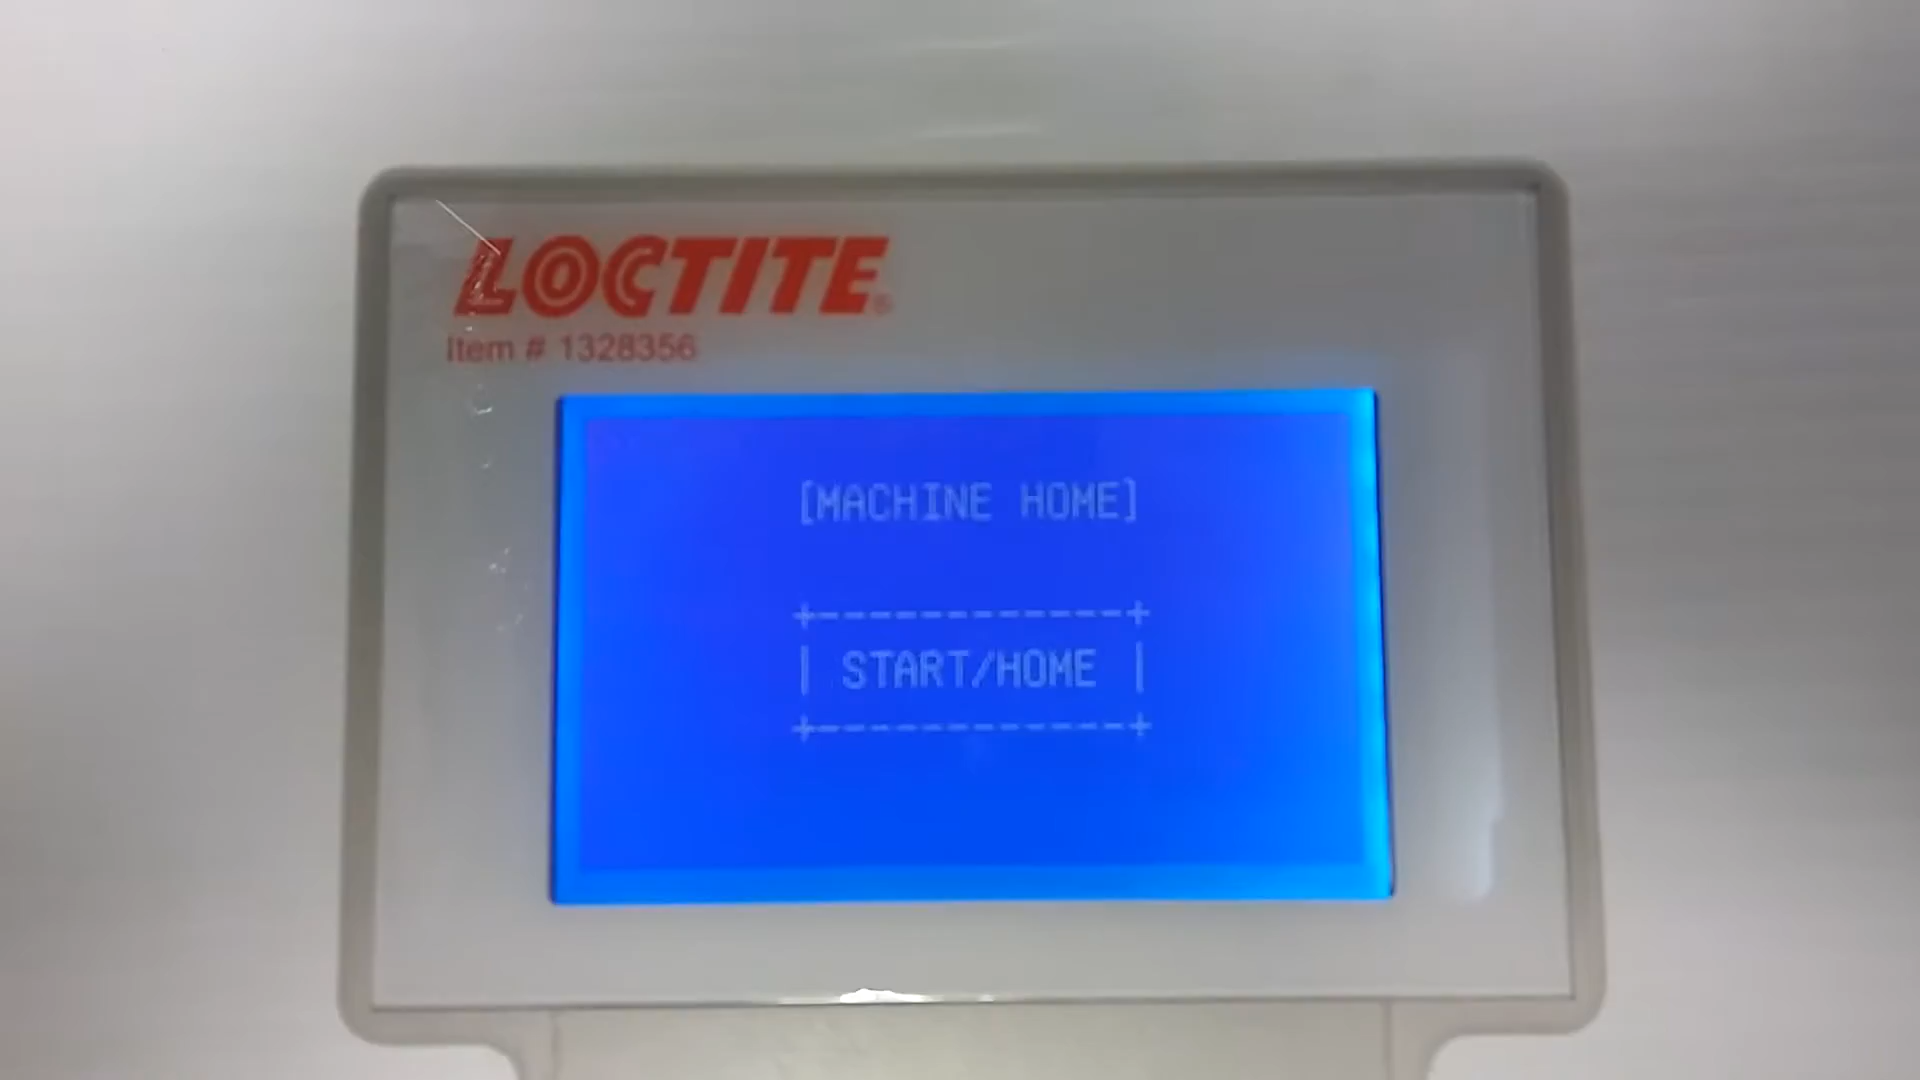 LOCTITE®
Item # 1328356
[MACHINE HOME]
+------------+
| START/HOME |
+------------+